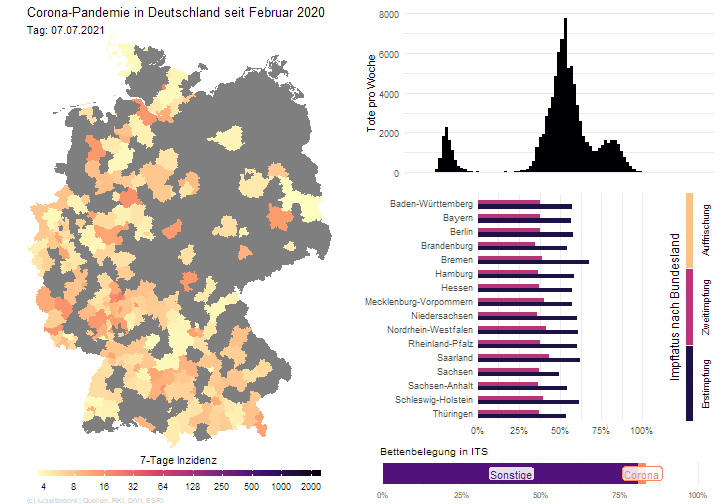 Corona-Pandemie in Deutschland seit Februar 2020
Tag: 07.07.2021
7-Tage Inzidenz
4 8 16 32 64 120 250 500 1000 2000
Quellen: RKI, DIVI, ESRI
Tote pro Woche
8000
6000
4000
2000
0
Baden-Württemberg
Bayern
Berlin
Brandenburg
Bremen
Hamburg
Hessen
Mecklenburg-Vorpommern
Niedersachsen
Nordrhein-Westfalen
Rheinland-Pfalz
Saarland
Sachsen
Sachsen-Anhalt
Schleswig-Holstein
Thüringen
0% 25% 50% 75% 100%
Impfstatus nach Bundesland
Auffrischung
Zweitimpfung
Erstimpfung
Bettenbelegung in ITS
Sonstige
Corona
0% 25% 50% 75% 100%